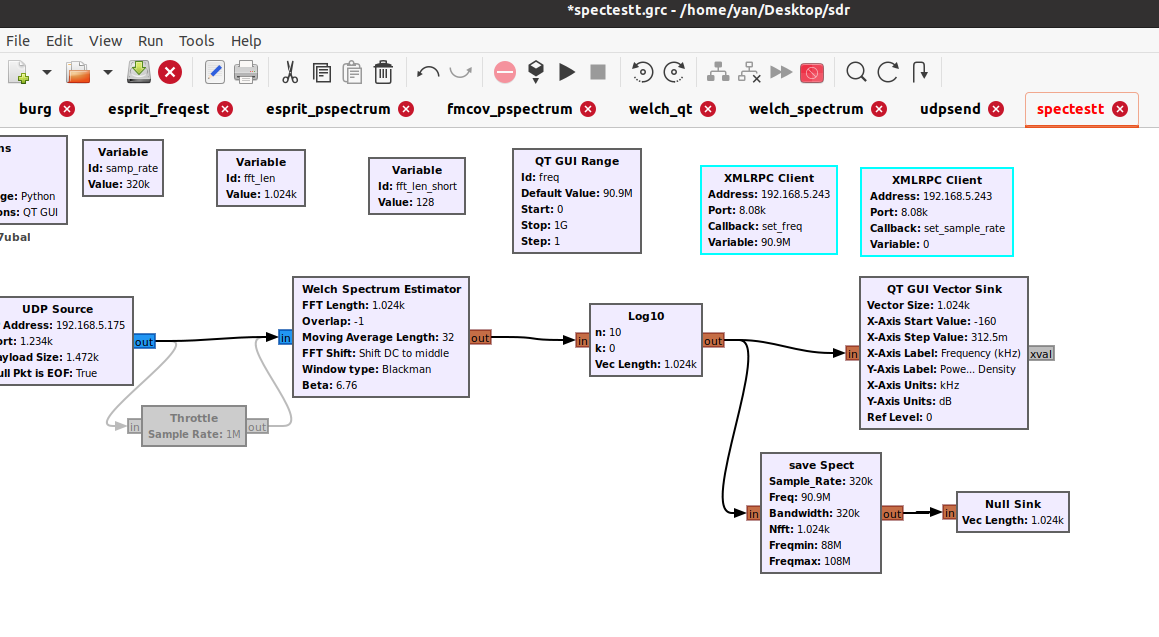 *spectestt.grc - /home/yan/Desktop/sdr
File Edit View Run Tools Help
burg esprit_freqest esprit_pspectrum fmcov_pspectrum welch_qt welch_spectrum udpsend spectestt
ns
ge: Python
ons: QT GUI
7ubal
Variable
Id: samp_rate
Value: 320k
Variable
Id: fft_len
Value: 1.024k
Variable
Id: fft_len_short
Value: 128
QT GUI Range
Id: freq
Default Value: 90.9M
Start: 0
Stop: 1G
Step: 1
XMLRPC Client
Address: 192.168.5.243
Port: 8.08k
Callback: set_freq
Variable: 90.9M
XMLRPC Client
Address: 192.168.5.243
Port: 8.08k
Callback: set_sample_rate
Variable: 0
UDP Source
Address: 192.168.5.175
ort: 1.234k
yload Size: 1.472k
ull Pkt is EOF: True
out
in
Throttle
Sample Rate: 1M
out
in
Welch Spectrum Estimator
FFT Length: 1.024k
Overlap: -1
Moving Average Length: 32
FFT Shift: Shift DC to middle
Window type: Blackman
Beta: 6.76
out
in
Log10
n: 10
k: 0
Vec Length: 1.024k
out
in
QT GUI Vector Sink
Vector Size: 1.024k
X-Axis Start Value: -160
X-Axis Step Value: 312.5m
X-Axis Label: Frequency (kHz)
Y-Axis Label: Powe... Density
X-Axis Units: kHz
Y-Axis Units: dB
Ref Level: 0
xval
in
save Spect
Sample_Rate: 320k
Freq: 90.9M
Bandwidth: 320k
Nfft: 1.024k
Freqmin: 88M
Freqmax: 108M
out
in
Null Sink
Vec Length: 1.024k